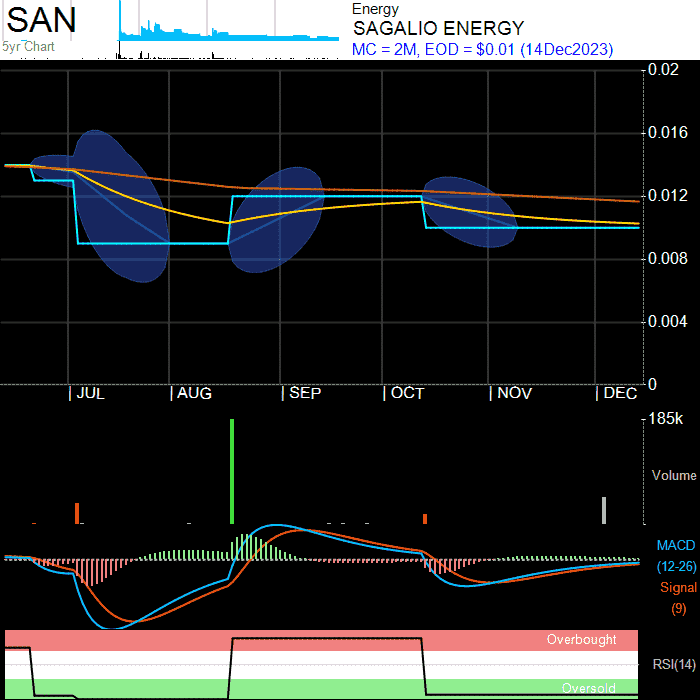 SAN
5yr Chart
Energy
SAGALIO ENERGY
MC = 2M, EOD = $0.01 (14Dec2023)
0.02
0.016
0.012
0.008
0.004
0
JUL
AUG
SEP
OCT
NOV
DEC
185k
Volume
MACD
(12-26)
Signal
(9)
Overbought
RSI(14)
Oversold